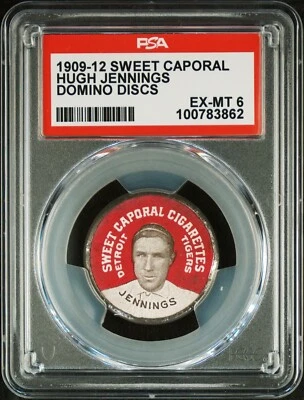 PSA
1909-12 SWEET CAPORAL
HUGH JENNINGS
DOMINO DISCS
EX-MT 6
100783862
SWEET CAPORAL CIGARETTES
DETROIT TIGERS
JENNINGS